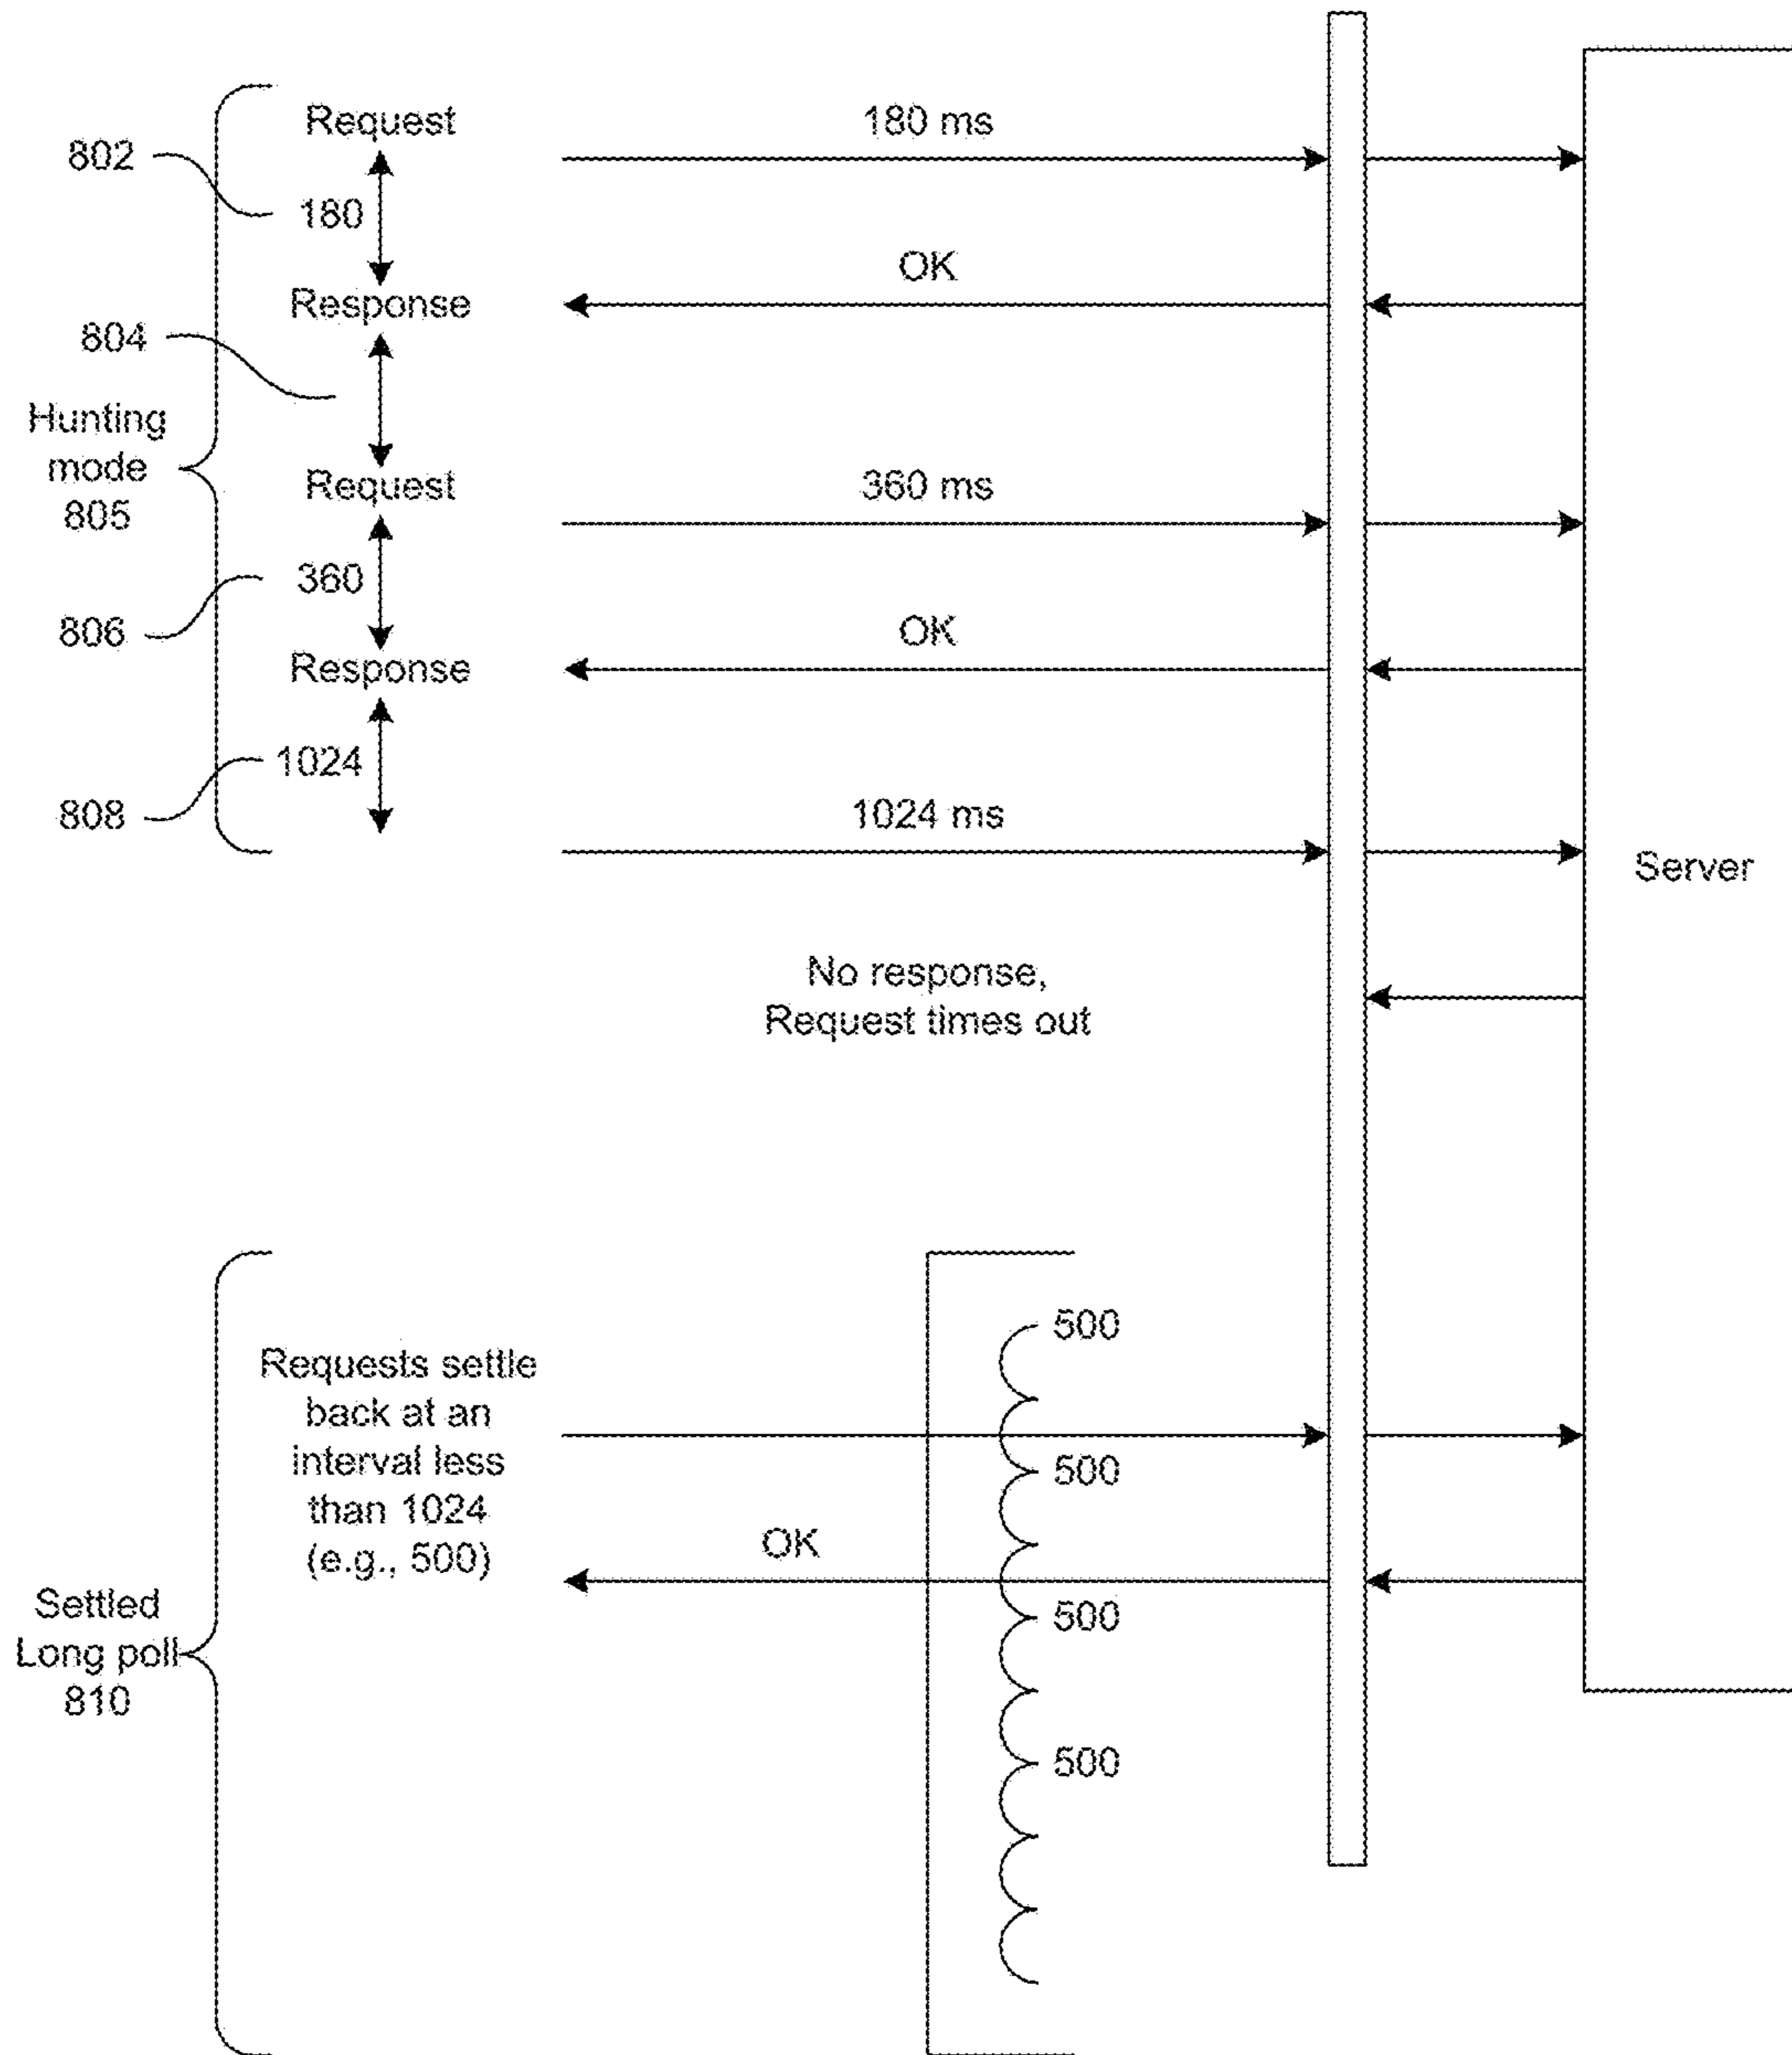 Request
180 ms
802
180
OK
Response
804
Hunting
mode
805
Request
360 ms
360
806
OK
Response
1024
808
1024 ms
Server
No response,
Request times out
500
Requests settle
back at an
interval less
than 1024
(e.g., 500)
500
OK
Settled
Long poll
810
500
500